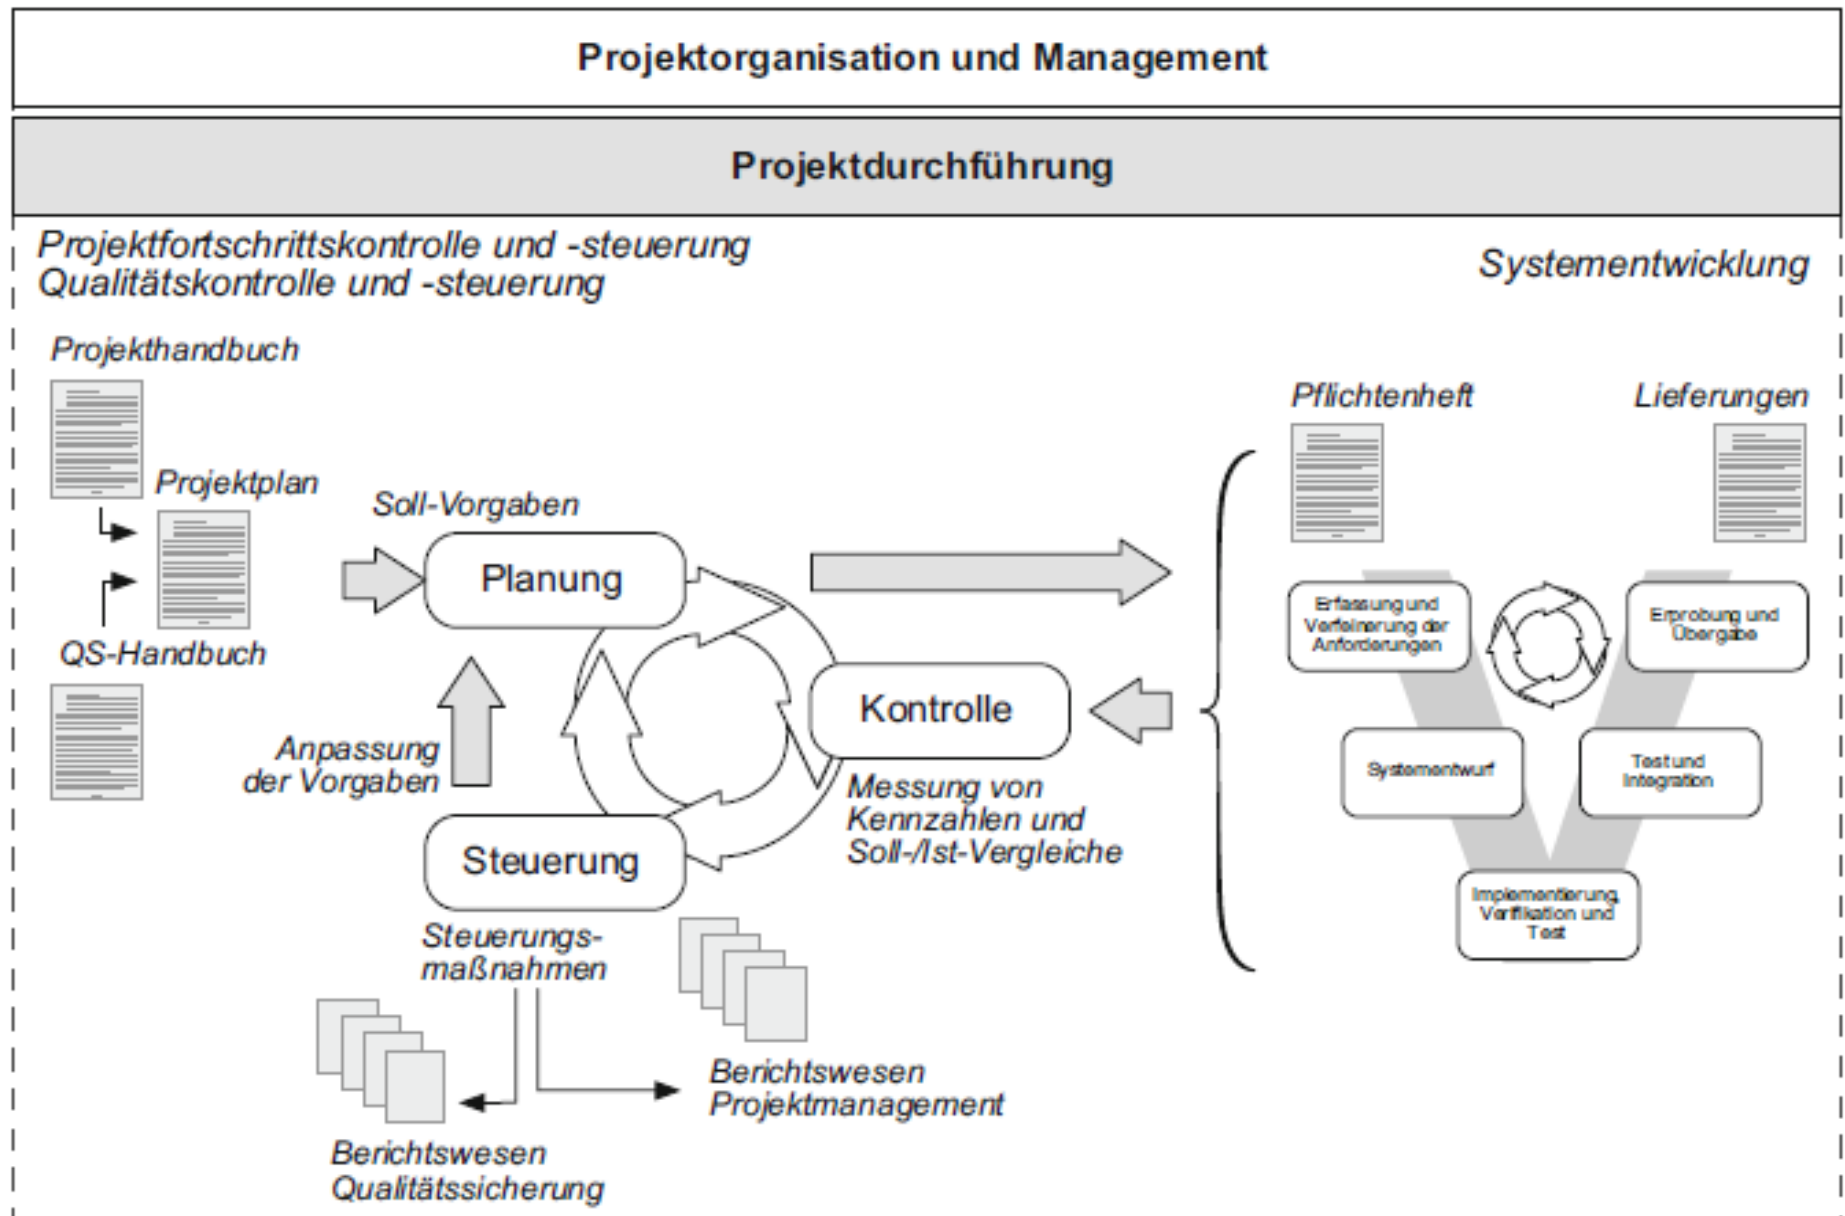 Projektorganisation und Management
Projektdurchführung
Projektfortschrittskontrolle und -steuerung
Qualitätskontrolle und -steuerung
Systementwicklung
Projekthandbuch
Projektplan
QS-Handbuch
Soll-Vorgaben
Planung
Anpassung
der Vorgaben
Kontrolle
Messung von
Kennzahlen und
Soll-/Ist-Vergleiche
Steuerung
Steuerungs-
maßnahmen
Berichtswesen
Projektmanagement
Berichtswesen
Qualitätssicherung
Pflichtenheft
Lieferungen
Erfassung und
Verfeinerung der
Anforderungen
Erprobung und
Übergabe
Systementwurf
Test und
Integration
Implementierung,
Verifikation und
Test